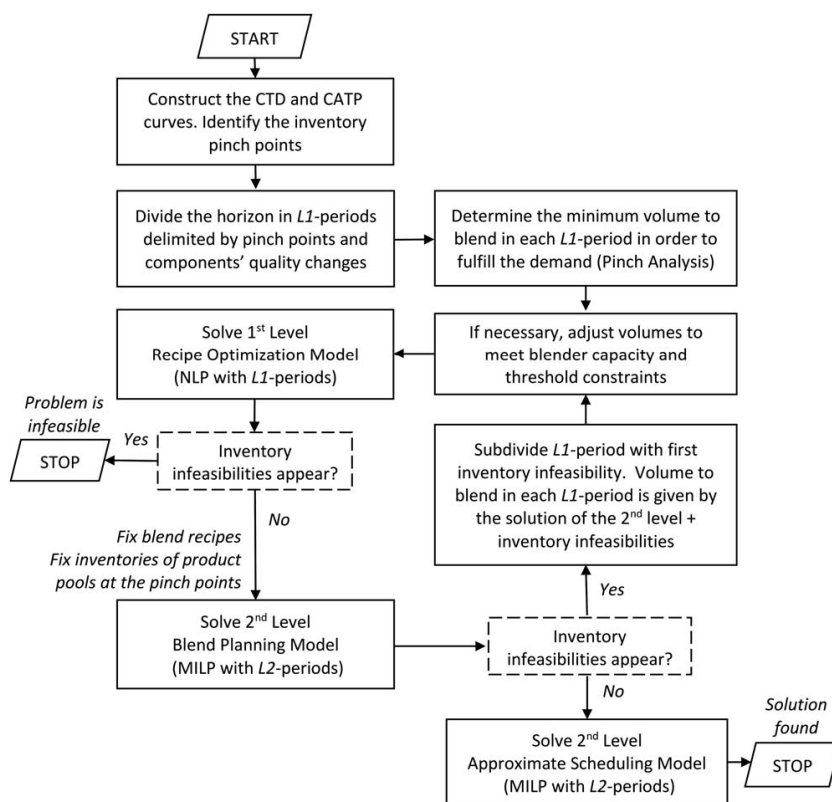 START
Construct the CTD and CATP
curves. Identify the inventory
pinch points
Divide the horizon in L1-periods
delimited by pinch points and
components’ quality changes
Determine the minimum volume to
blend in each L1-period in order to
fulfill the demand (Pinch Analysis)
If necessary, adjust volumes to
meet blender capacity and
threshold constraints
Solve 1st Level
Recipe Optimization Model
(NLP with L1-periods)
Problem is
infeasible
Yes
STOP
Inventory
infeasibilities appear?
No
Fix blend recipes
Fix inventories of product
pools at the pinch points
Subdivide L1-period with first
inventory infeasibility. Volume to
blend in each L1-period is given by
the solution of the 2nd level +
inventory infeasibilities
Yes
Solve 2nd Level
Blend Planning Model
(MILP with L2-periods)
Inventory
infeasibilities appear?
No
Solve 2nd Level
Approximate Scheduling Model
(MILP with L2-periods)
Solution
found
STOP